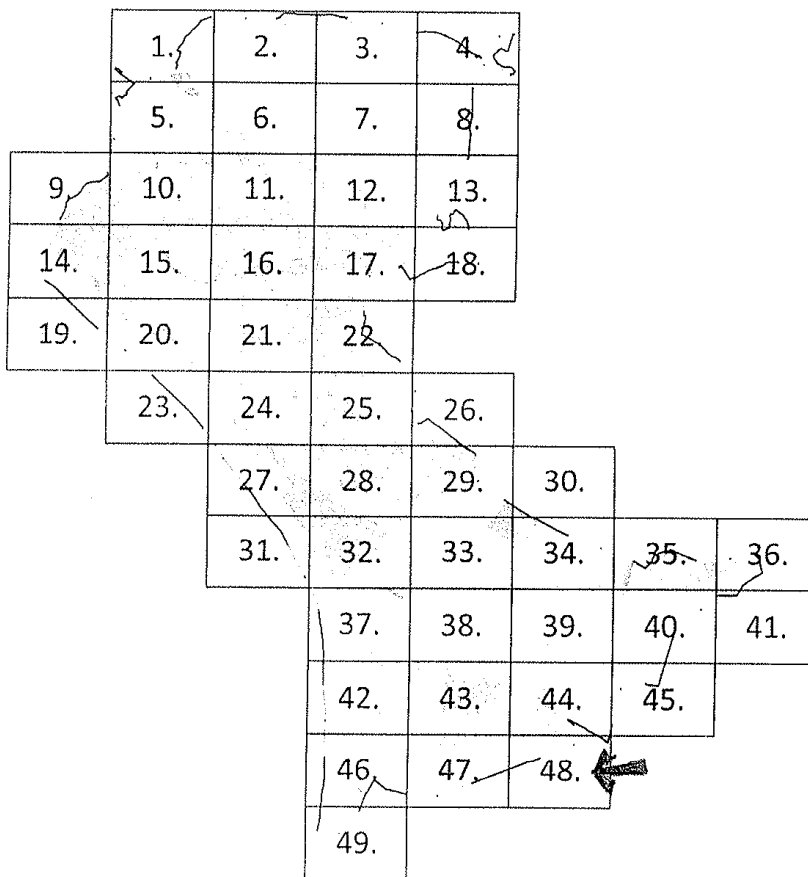 1. 2. 3. 4.
5. 6. 7. 8.
9. 10. 11. 12. 13.
14. 15. 16. 17. 18.
19. 20. 21. 22
23. 24. 25. 26.
27. 28. 29. 30.
31. 32. 33. 34. 35. 36.
37. 38. 39. 40. 41.
42. 43. 44. 45.
46. 47. 48.
49.